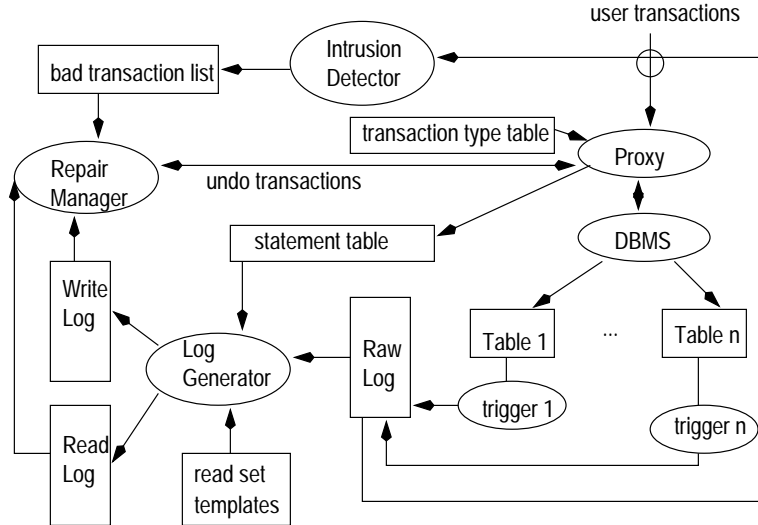 user transactions
Intrusion
Detector
bad transaction list
transaction type table
Proxy
Repair
Manager
undo transactions
statement table
DBMS
Write
Log
Log
Generator
Raw
Log
Table 1
...
Table n
trigger 1
trigger n
Read
Log
read set
templates